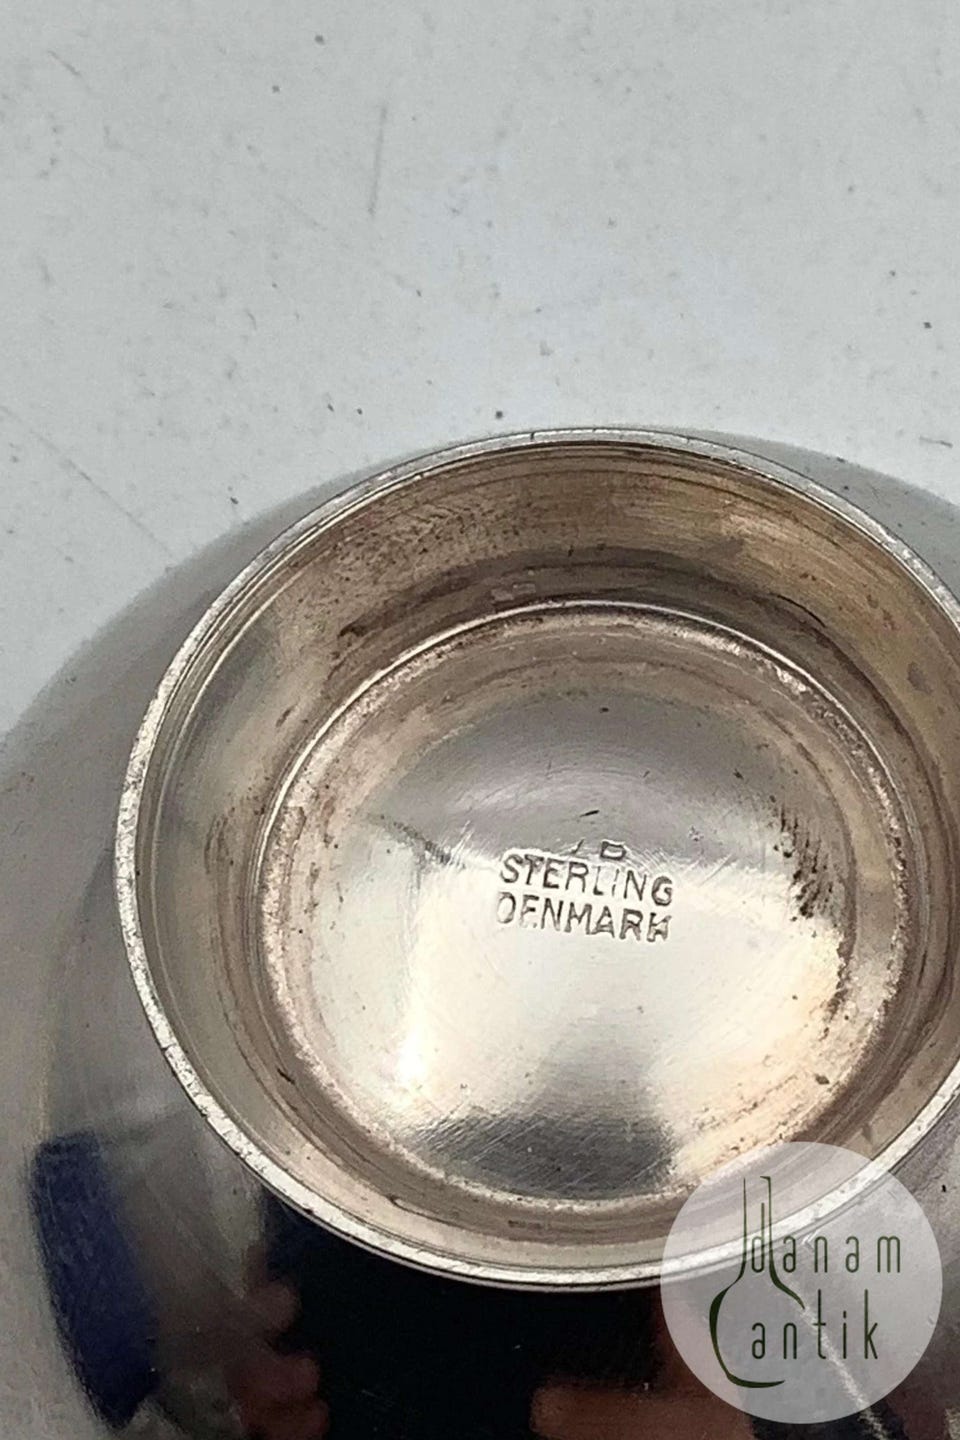 STERLING
DENMARK
danam
antik